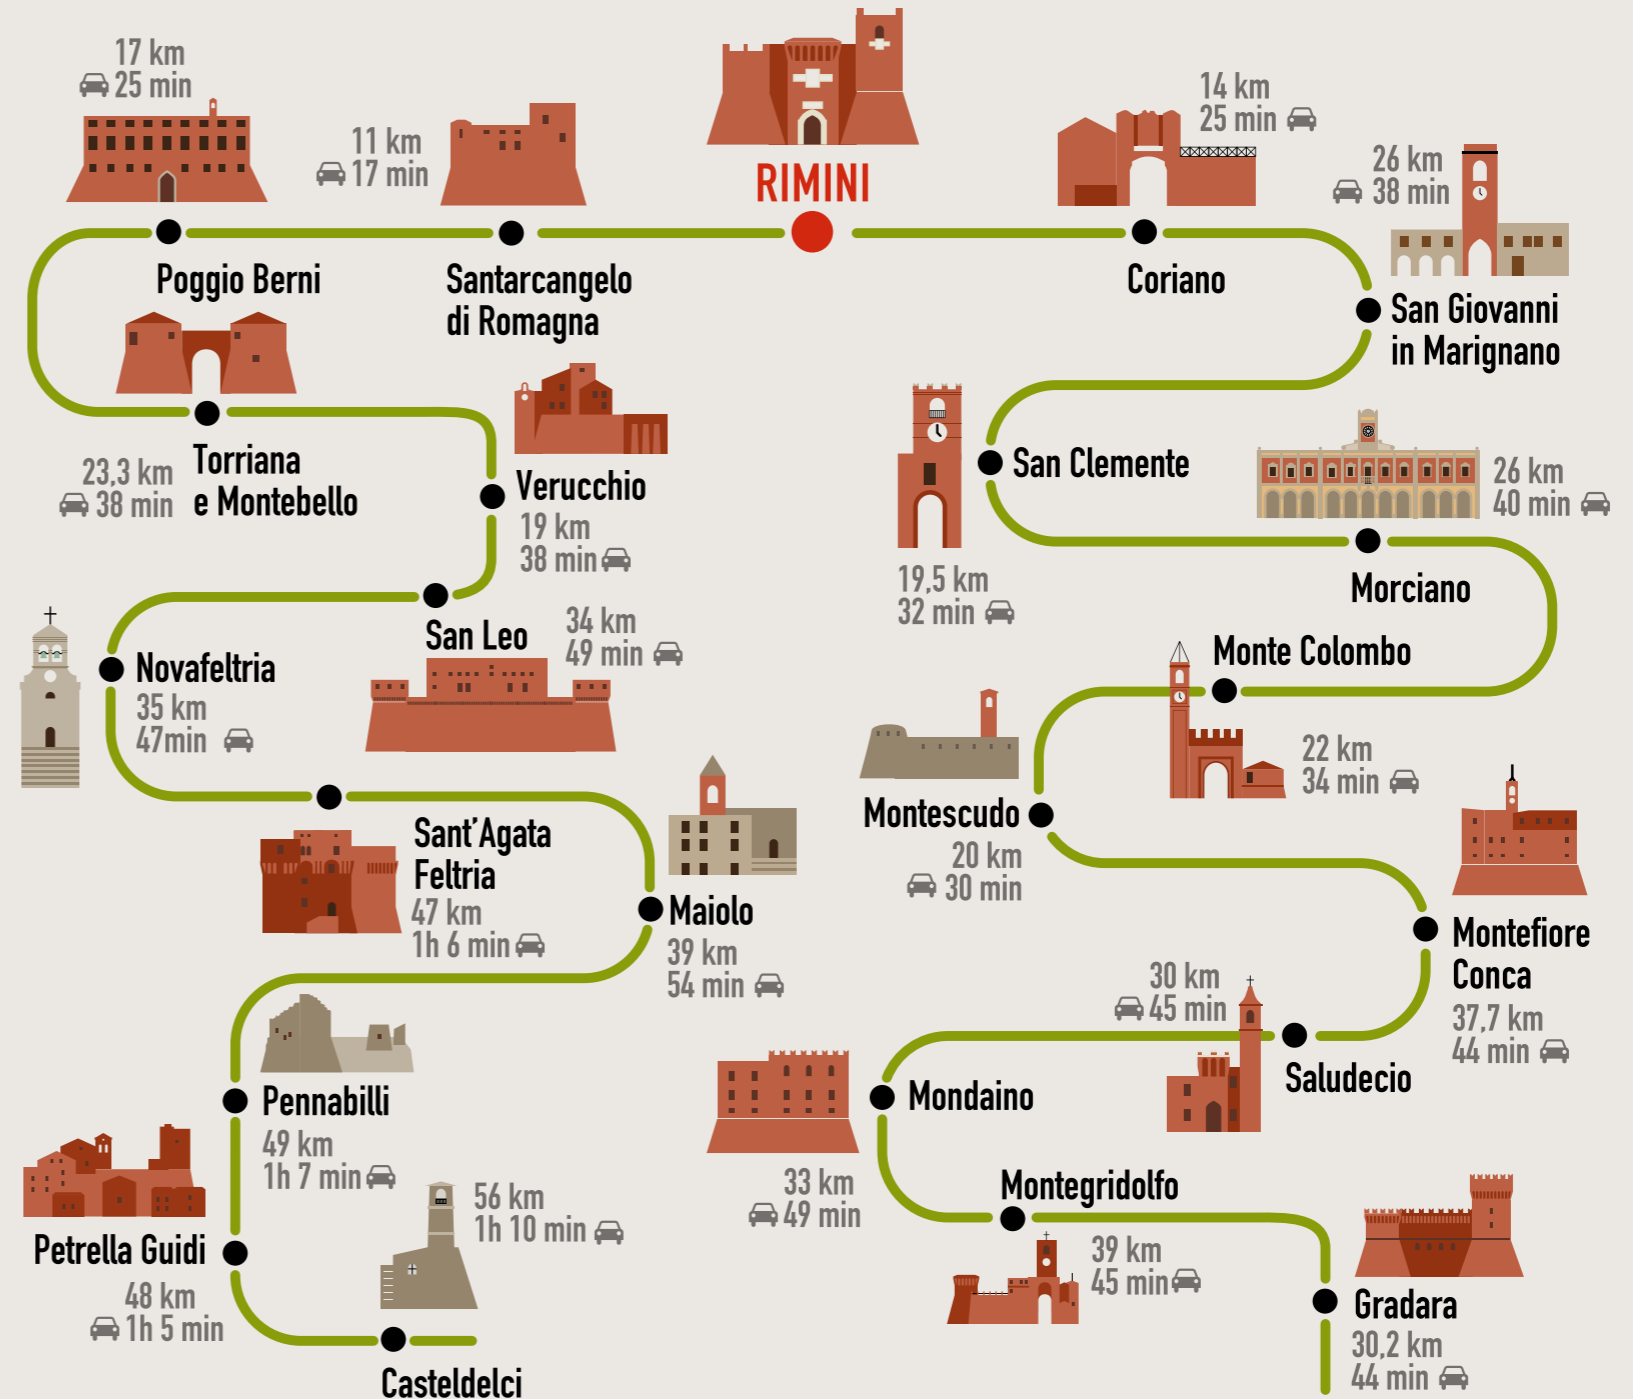 17 km
25 min
11 km
17 min
RIMINI
14 km
25 min
26 km
38 min
Poggio Berni
Santarcangelo
di Romagna
Coriano
San Giovanni
in Marignano
Torriana
e Montebello
23,3 km
38 min
Verucchio
19 km
38 min
San Clemente
19,5 km
32 min
26 km
40 min
Morciano
San Leo
34 km
49 min
Novafeltria
35 km
47min
Monte Colombo
22 km
34 min
Montescudo
20 km
30 min
Sant'Agata
Feltria
47 km
1h 6 min
Maiolo
39 km
54 min
Montefiore
Conca
37,7 km
44 min
30 km
45 min
Saludecio
Pennabilli
49 km
1h 7 min
Mondaino
33 km
49 min
Petrella Guidi
48 km
1h 5 min
56 km
1h 10 min
Casteldelci
Montegridolfo
39 km
45 min
Gradara
30,2 km
44 min